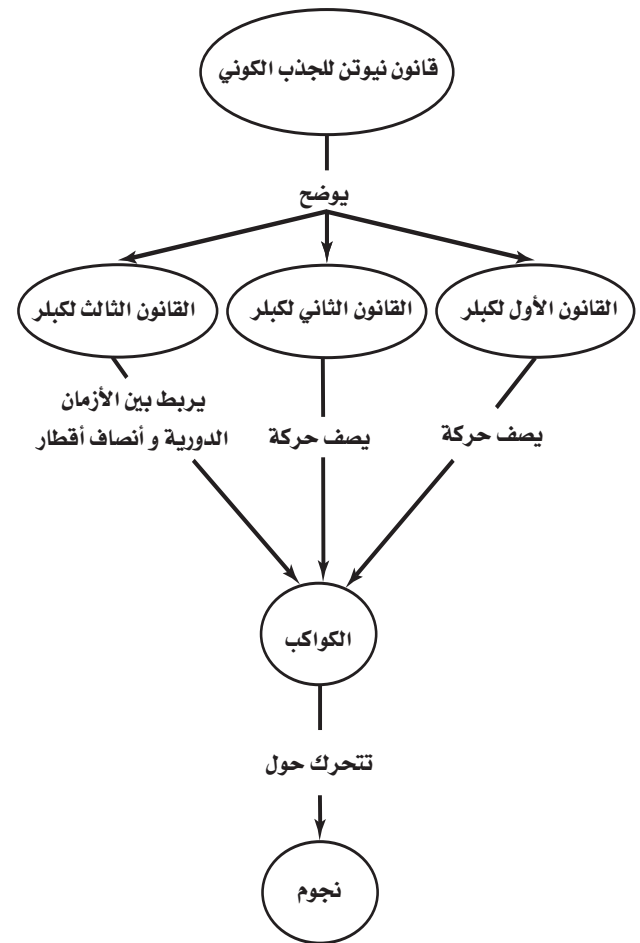 قانون نيوتن للجذب الكوني
يوضح
القانون الأول لكبلر
القانون الثاني لكبلر
القانون الثالث لكبلر
يصف حركة
يصف حركة
يربط بين الأزمان
الدورية و أنصاف أقطار
الكواكب
تتحرك حول
نجوم